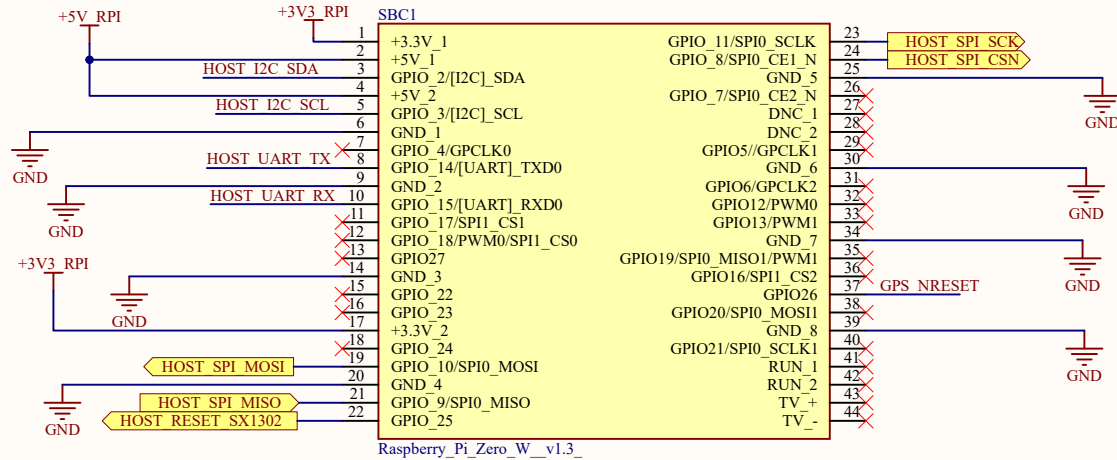 SBC1
+5V_RPI
+3V3_RPI
1 +3.3V_1
2 +5V_1
HOST_I2C_SDA 3 GPIO_2/[I2C]_SDA
4 +5V_2
HOST_I2C_SCL 5 GPIO_3/[I2C]_SCL
6 GND_1
GND
7 GPIO_4/GPCLK0
HOST_UART_TX 8 GPIO_14/[UART]_TXD0
9 GND_2
GND
HOST_UART_RX 10 GPIO_15/[UART]_RXD0
11 GPIO_17/SPI1_CS1
12 GPIO_18/PWM0/SPI1_CS0
13 GPIO27
+3V3_RPI
14 GND_3
GND
15 GPIO_22
16 GPIO_23
17 +3.3V_2
18 GPIO_24
HOST_SPI_MOSI 19 GPIO_10/SPI0_MOSI
20 GND_4
GND
HOST_SPI_MISO 21 GPIO_9/SPI0_MISO
HOST_RESET_SX1302 22 GPIO_25
GPIO_11/SPI0_SCLK 23 HOST_SPI_SCK
GPIO_8/SPI0_CE1_N 24 HOST_SPI_CSN
GND_5 25
GND
GPIO_7/SPI0_CE2_N 26
DNC_1 27
DNC_2 28
GPIO5//GPCLK1 29
GND_6 30
GND
GPIO6/GPCLK2 31
GPIO12/PWM0 32
GPIO13/PWM1 33
GND_7 34
GND
GPIO19/SPI0_MISO1/PWM1 35
GPIO16/SPI1_CS2 36
GPIO26 37 GPS_NRESET
GPIO20/SPI0_MOSI1 38
GND_8 39
GND
GPIO21/SPI0_SCLK1 40
RUN_1 41
RUN_2 42
TV_+ 43
TV_- 44
Raspberry_Pi_Zero_W__v1.3_